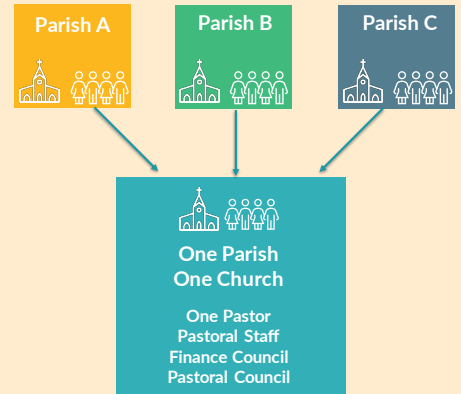 Parish A
Parish B
Parish C
One Parish
One Church
One Pastor
Pastoral Staff
Finance Council
Pastoral Council